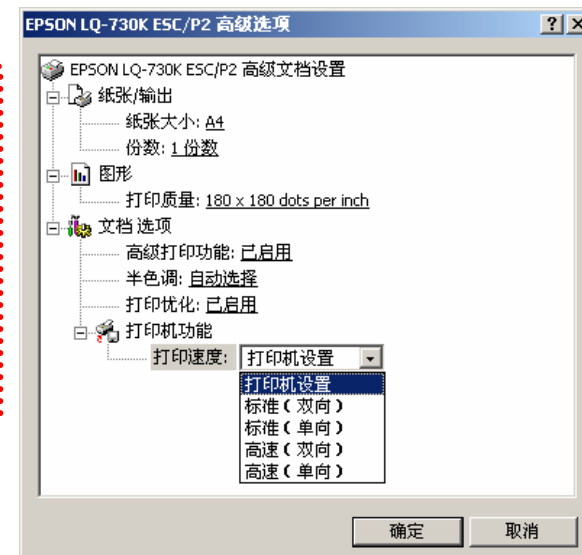 EPSON LQ-730K ESC/P2 高级选项
EPSON LQ-730K ESC/P2 高级文档设置
纸张/输出
纸张大小: A4
份数: 1 份数
图形
打印质量: 180 x 180 dots per inch
文档选项
高级打印功能: 已启用
半色调: 自动选择
打印优化: 已启用
打印机功能
打印速度: 打印机设置
打印机设置
标准 ( 双向 )
标准 ( 单向 )
高速 ( 双向 )
高速 ( 单向 )
确定 取消